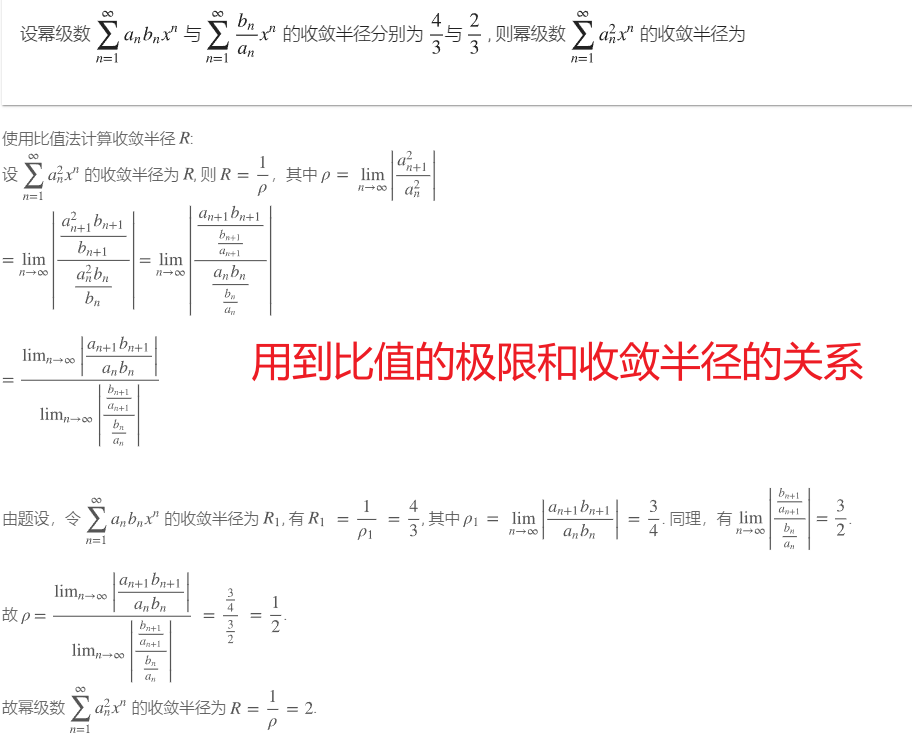 设幂级数 $\sum_{n=1}^{\infty} a_n b_n x^n$ 与 $\sum_{n=1}^{\infty} \frac{b_n}{a_n} x^n$ 的收敛半径分别为 $\frac{4}{3}$ 与 $\frac{2}{3}$ , 则幂级数 $\sum_{n=1}^{\infty} a_n^2 x^n$ 的收敛半径为
使用比值法计算收敛半径 $R$:
设 $\sum_{n=1}^{\infty} a_n^2 x^n$ 的收敛半径为 $R$, 则 $R = \frac{1}{\rho}$，其中 $\rho = \lim_{n\to\infty} \left| \frac{a_{n+1}^2}{a_n^2} \right|$
$= \lim_{n\to\infty} \left| \frac{\frac{a_{n+1}^2 b_{n+1}}{b_{n+1}}}{\frac{a_n^2 b_n}{b_n}} \right| = \lim_{n\to\infty} \left| \frac{\frac{a_{n+1} b_{n+1}}{\frac{b_{n+1}}{a_{n+1}}}}{\frac{a_n b_n}{\frac{b_n}{a_n}}} \right|$
$= \frac{\lim_{n\to\infty} \left| \frac{a_{n+1} b_{n+1}}{a_n b_n} \right|}{\lim_{n\to\infty} \left| \frac{\frac{b_{n+1}}{a_{n+1}}}{\frac{b_n}{a_n}} \right|}$
用到比值的极限和收敛半径的关系
由题设，令 $\sum_{n=1}^{\infty} a_n b_n x^n$ 的收敛半径为 $R_1$, 有 $R_1 = \frac{1}{\rho_1} = \frac{4}{3}$, 其中 $\rho_1 = \lim_{n\to\infty} \left| \frac{a_{n+1} b_{n+1}}{a_n b_n} \right| = \frac{3}{4}$. 同理，有 $\lim_{n\to\infty} \left| \frac{\frac{b_{n+1}}{a_{n+1}}}{\frac{b_n}{a_n}} \right| = \frac{3}{2}$.
故 $\rho = \frac{\lim_{n\to\infty} \left| \frac{a_{n+1} b_{n+1}}{a_n b_n} \right|}{\lim_{n\to\infty} \left| \frac{\frac{b_{n+1}}{a_{n+1}}}{\frac{b_n}{a_n}} \right|} = \frac{\frac{3}{4}}{\frac{3}{2}} = \frac{1}{2}$.
故幂级数 $\sum_{n=1}^{\infty} a_n^2 x^n$ 的收敛半径为 $R = \frac{1}{\rho} = 2$.